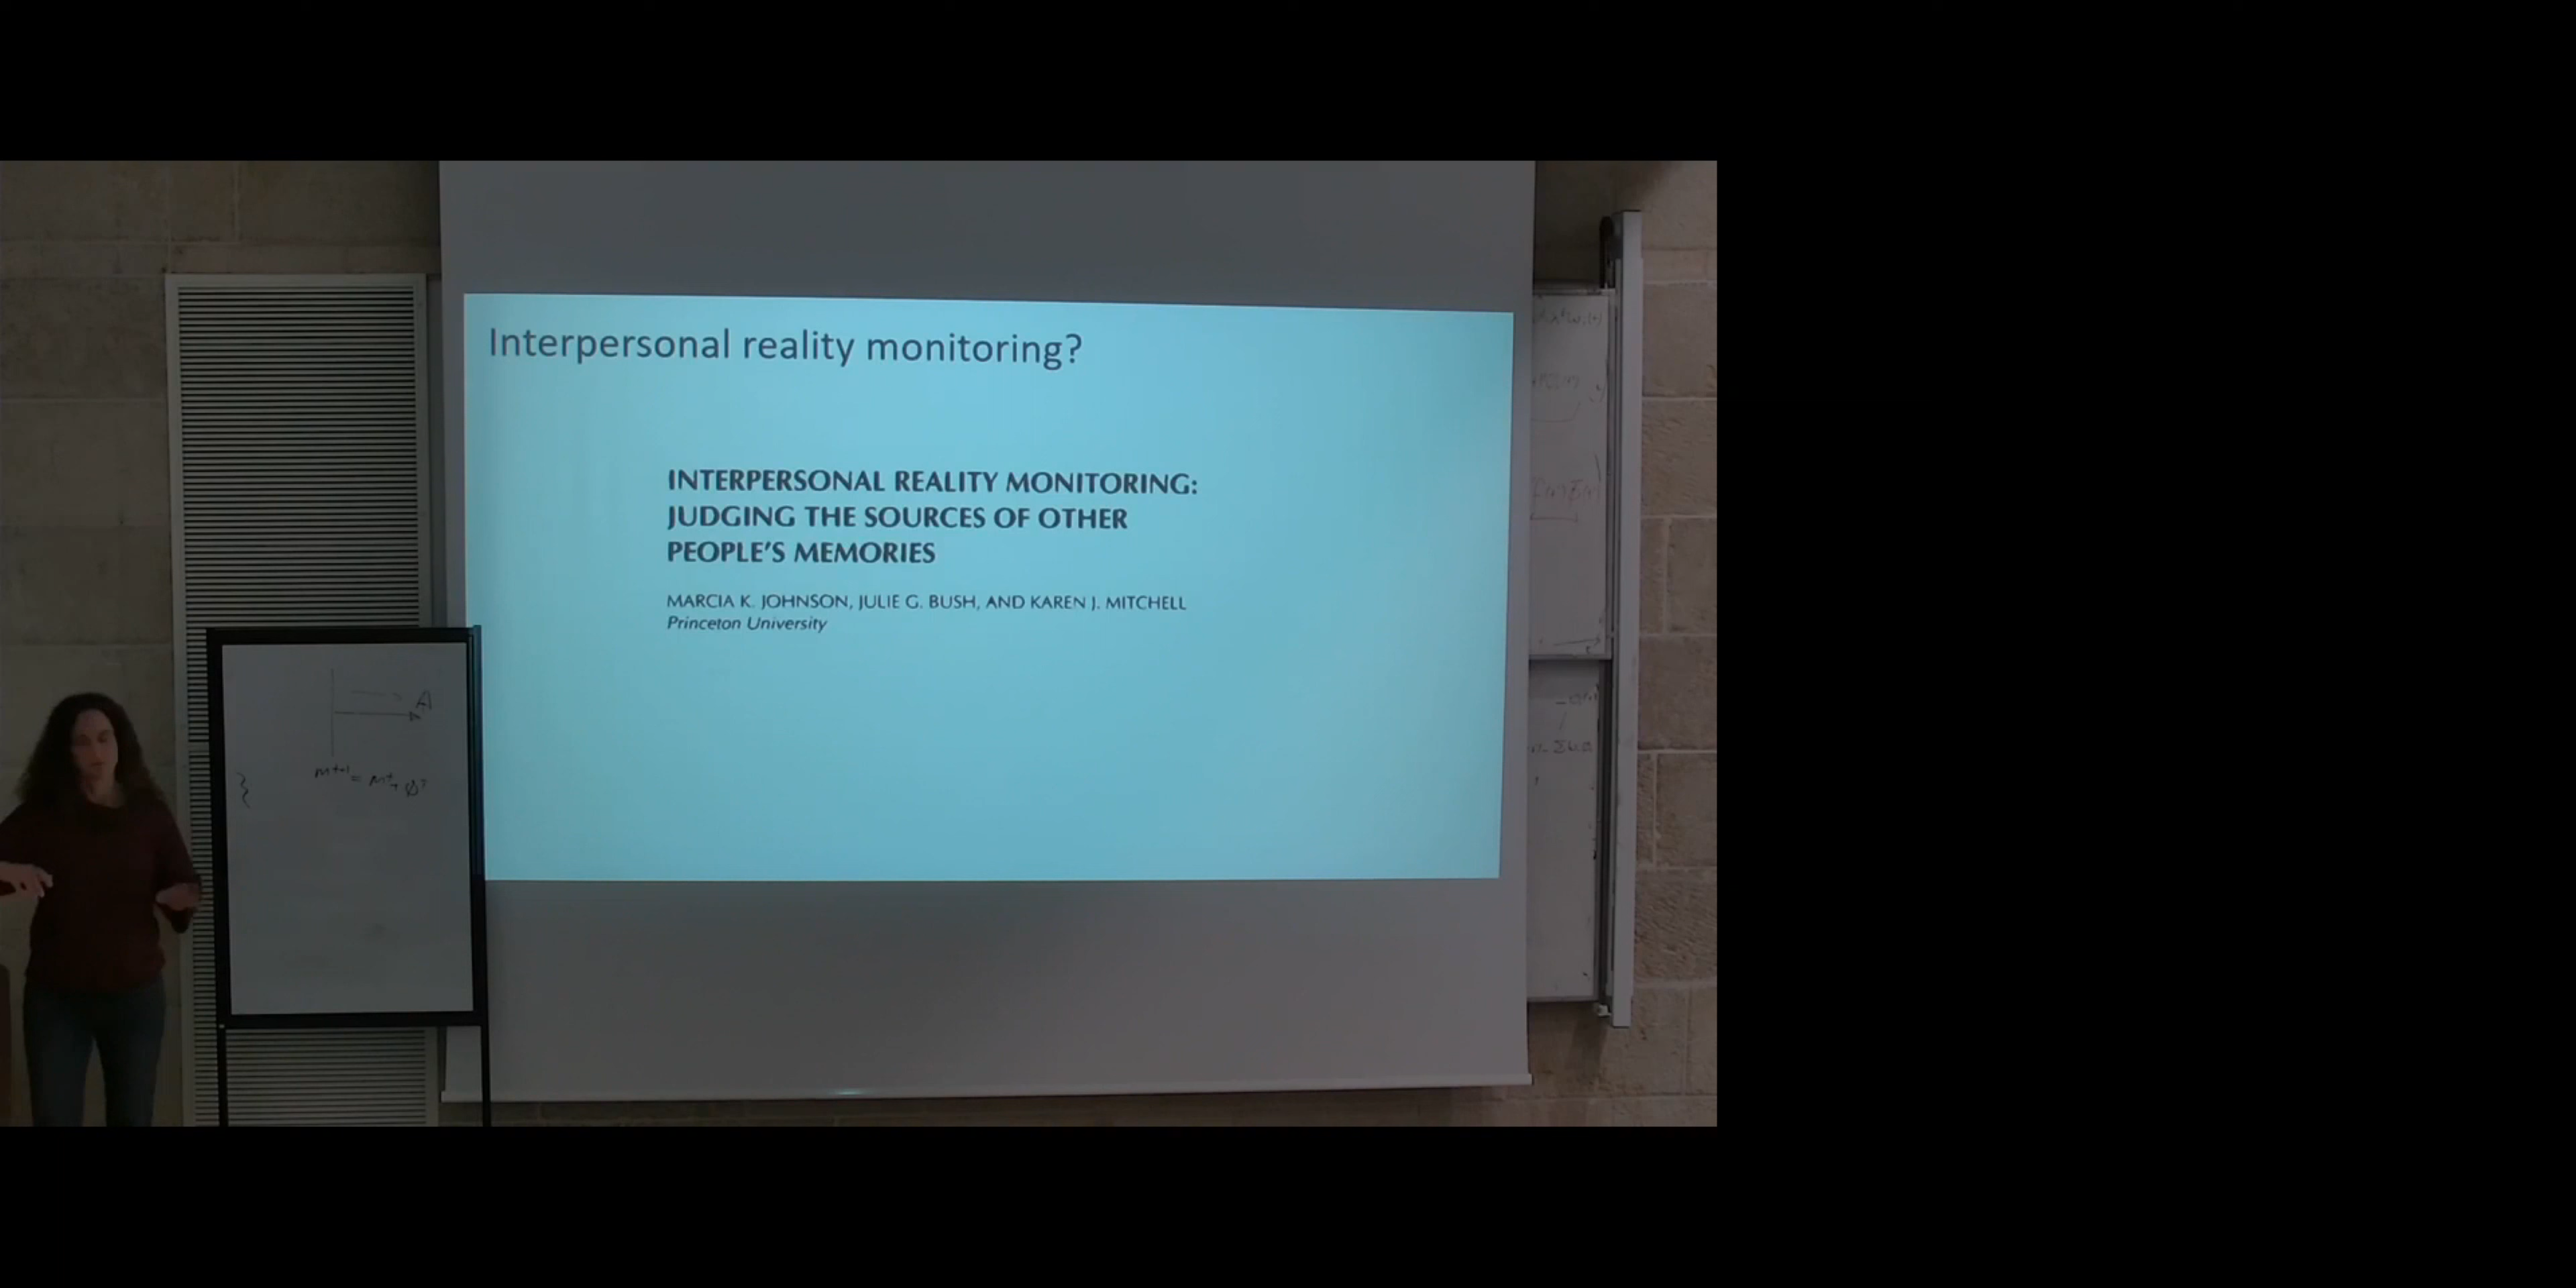 Interpersonal reality monitoring?
INTERPERSONAL REALITY MONITORING:
JUDGING THE SOURCES OF OTHER
PEOPLE'S MEMORIES
MARCIA K. JOHNSON, JULIE G. BUSH, AND KAREN J. MITCHELL
Princeton University
A